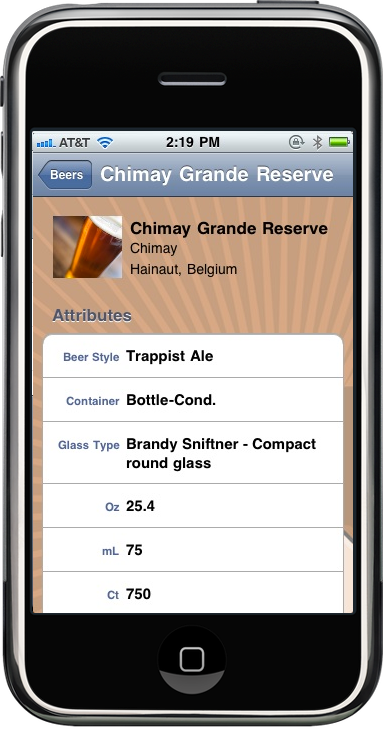 AT&T 2:19 PM
Beers Chimay Grande Reserve
Chimay Grande Reserve
Chimay
Hainaut, Belgium
Attributes
Beer Style Trappist Ale
Container Bottle-Cond.
Glass Type Brandy Sniftner - Compact
round glass
Oz 25.4
mL 75
Ct 750